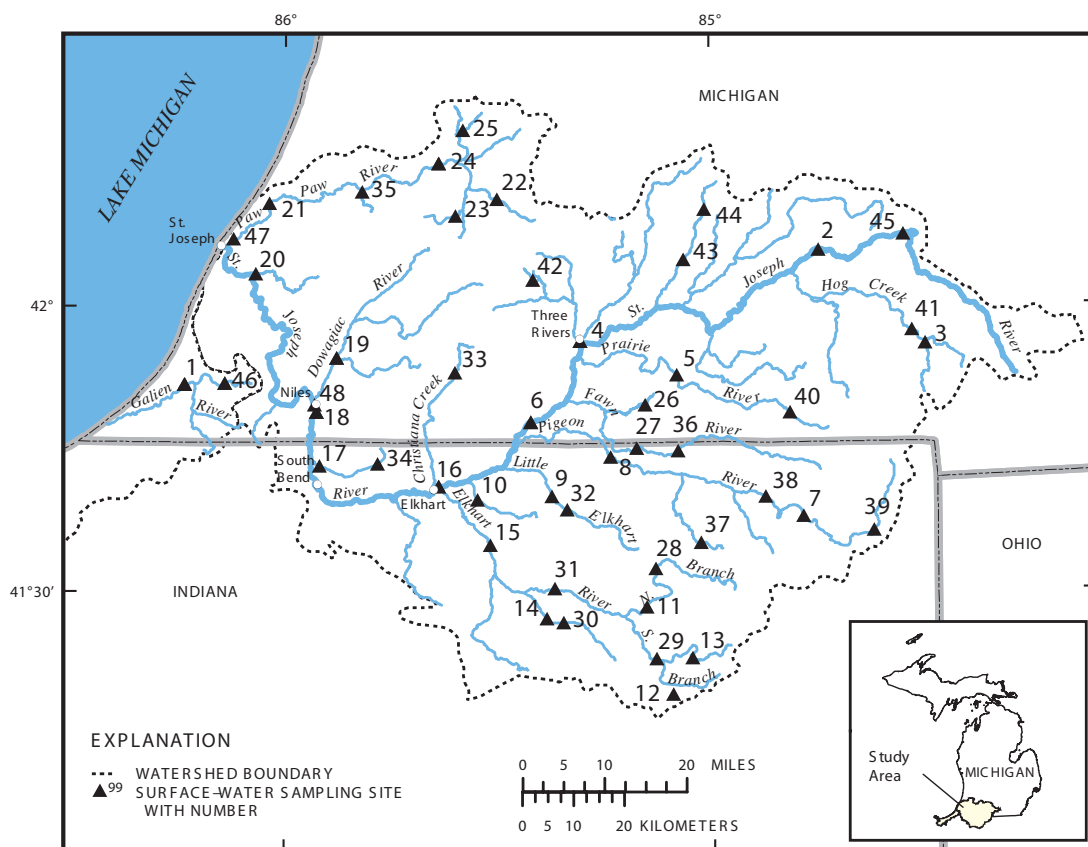 86°
85°
MICHIGAN
LAKE MICHIGAN
25
24
Paw
River
35
22
23
21
Paw
44
St.
Joseph
47
2
45
20
St.
43
42
Joseph
Hog
Creek
42°
River
Three
Rivers
4
St.
41
3
River
Joseph
Dowagiac
19
33
Prairie
5
1
46
Galien
River
Niles
48
18
Christiana Creek
6
Fawn
26
River
40
Pigeon
27
36
River
South
Bend
17
34
8
Little
River
16
Elkhart
10
Elkhart
9
32
Elkhart
River
38
7
39
15
37
OHIO
28
Branch
41°30'
INDIANA
31
River
N.
11
14
30
S.
29
13
Branch
12
EXPLANATION
WATERSHED BOUNDARY
99
SURFACE–WATER SAMPLING SITE
WITH NUMBER
0 5 10 20 MILES
0 5 10 20 KILOMETERS
Study
Area
MICHIGAN